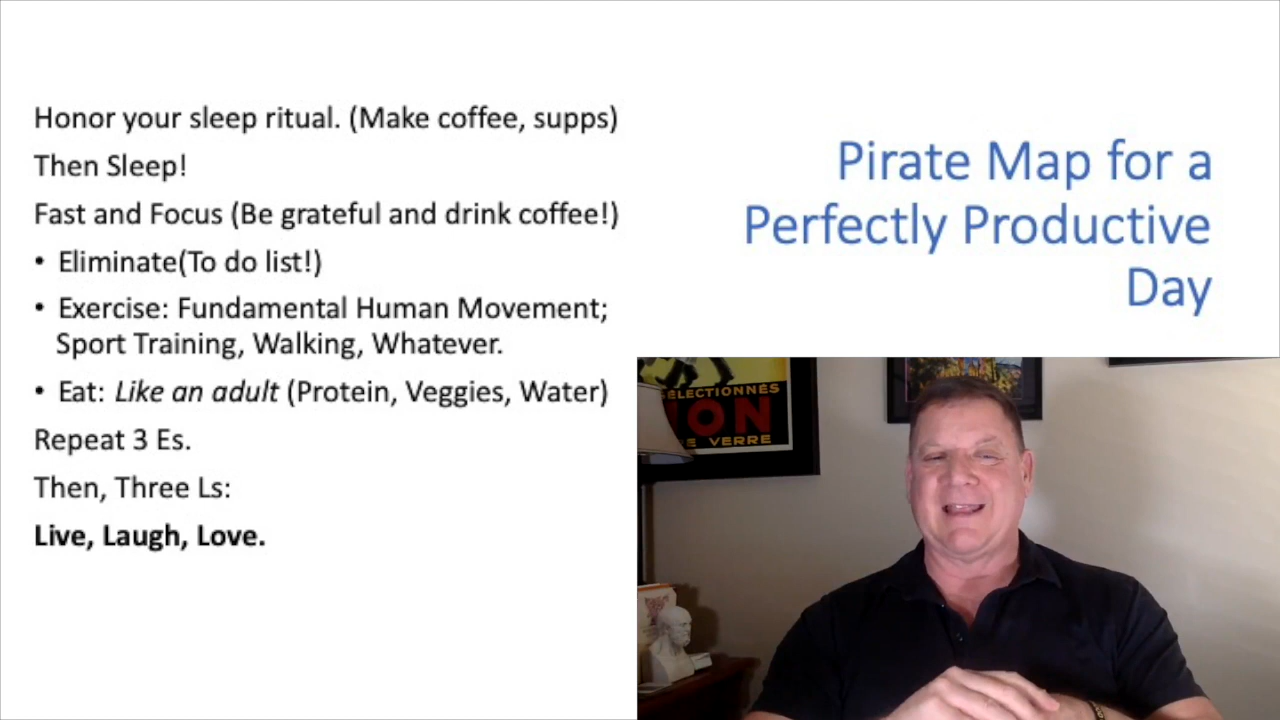 Honor your sleep ritual. (Make coffee, supps)
Then Sleep!
Fast and Focus (Be grateful and drink coffee!)
• Eliminate(To do list!)
• Exercise: Fundamental Human Movement;
Sport Training, Walking, Whatever.
• Eat: Like an adult (Protein, Veggies, Water)
Repeat 3 Es.
Then, Three Ls:
Live, Laugh, Love.
Pirate Map for a
Perfectly Productive
Day
SELECTIONNÉS
ION
VERRE